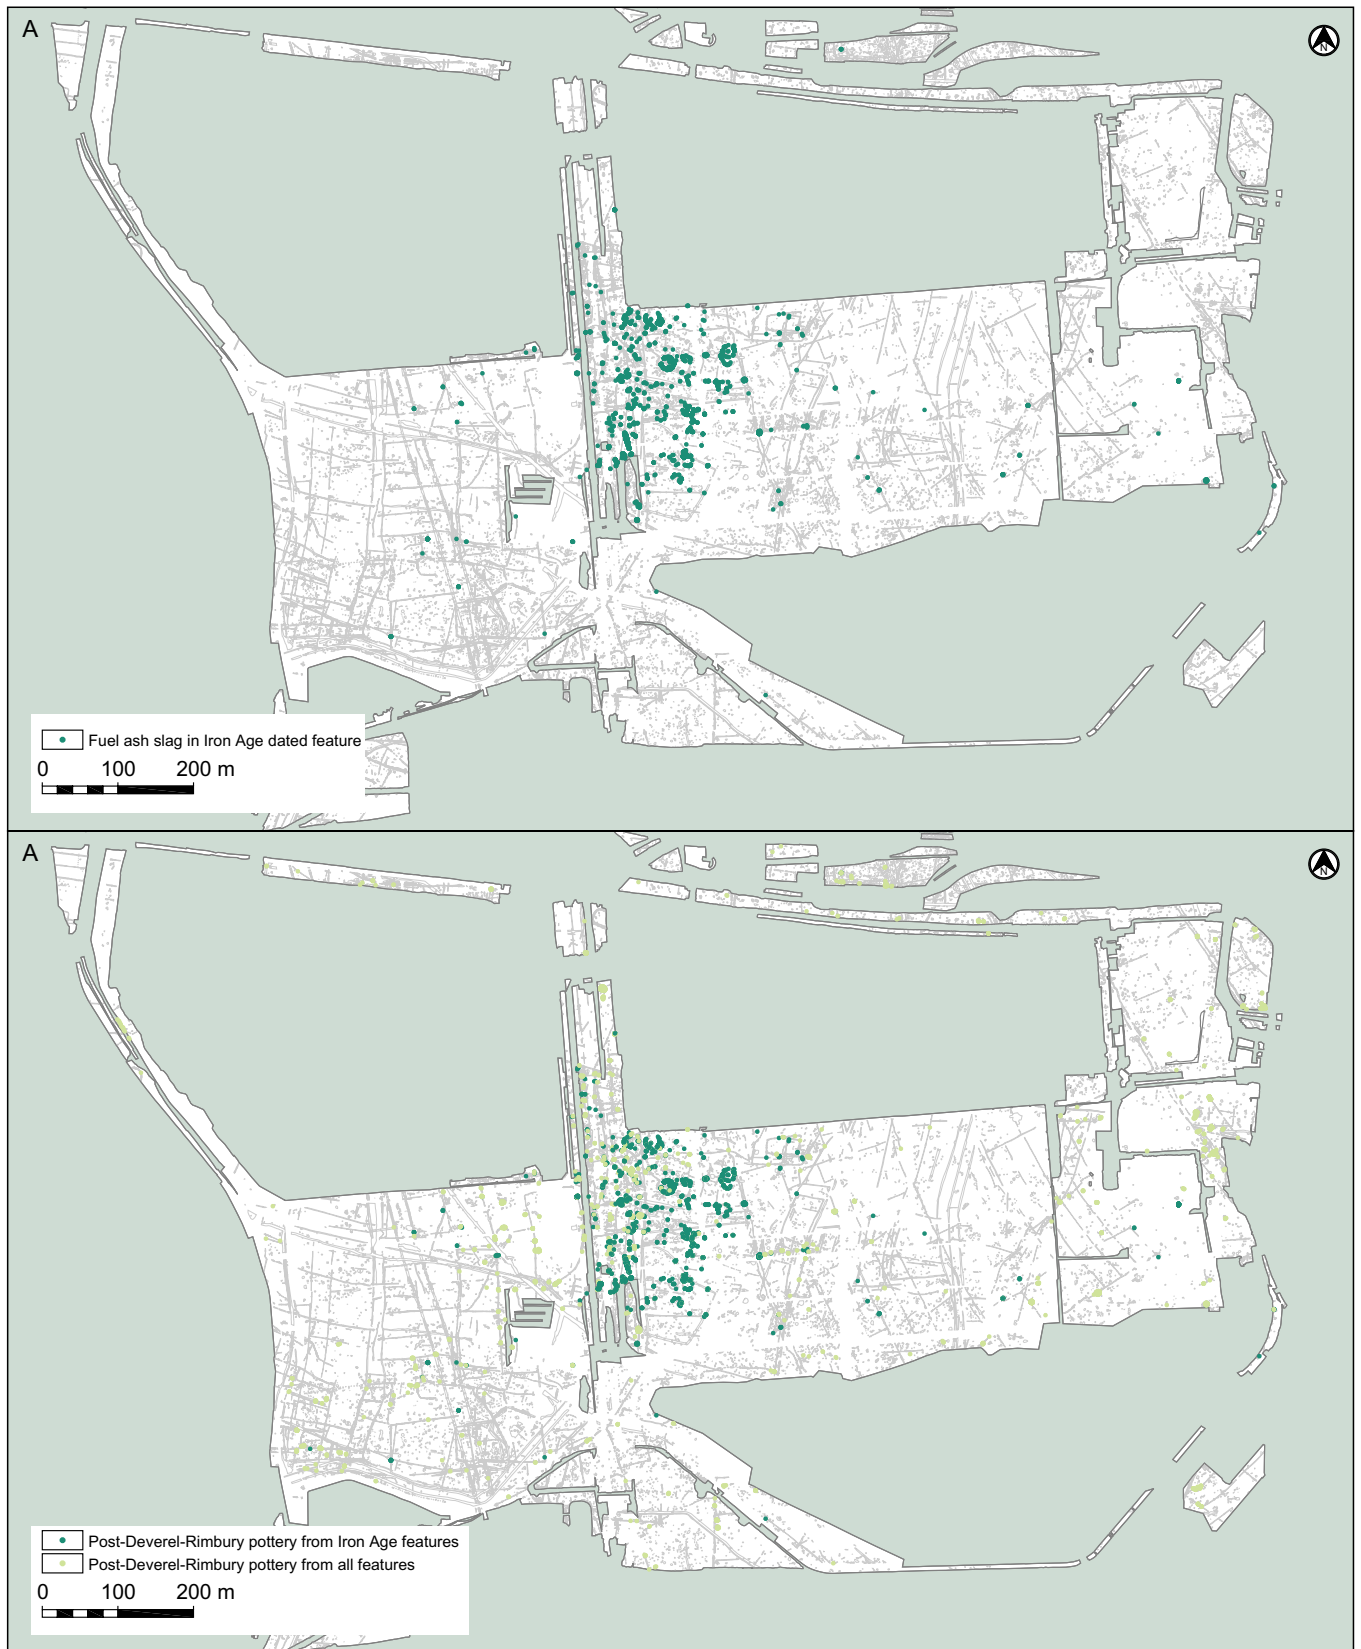 A
N
Fuel ash slag in Iron Age dated feature
0 100 200 m
A
N
Post-Deverel-Rimbury pottery from Iron Age features
Post-Deverel-Rimbury pottery from all features
0 100 200 m